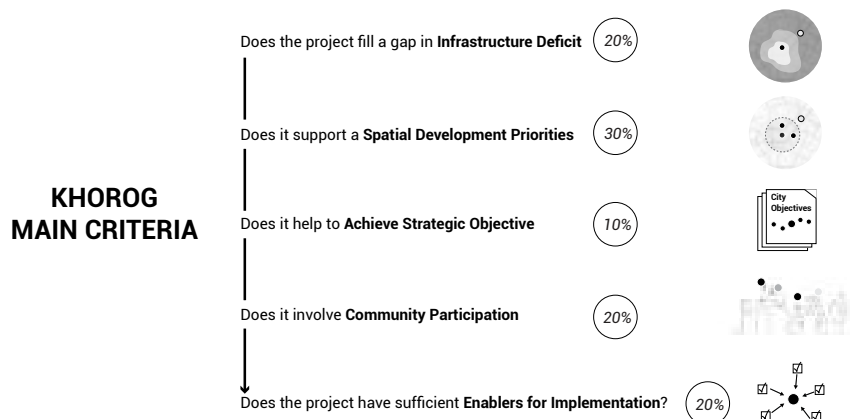 KHOROG
MAIN CRITERIA
Does the project fill a gap in Infrastructure Deficit 20%
Does it support a Spatial Development Priorities 30%
Does it help to Achieve Strategic Objective 10%
City
Objectives
Does it involve Community Participation 20%
Does the project have sufficient Enablers for Implementation? 20%